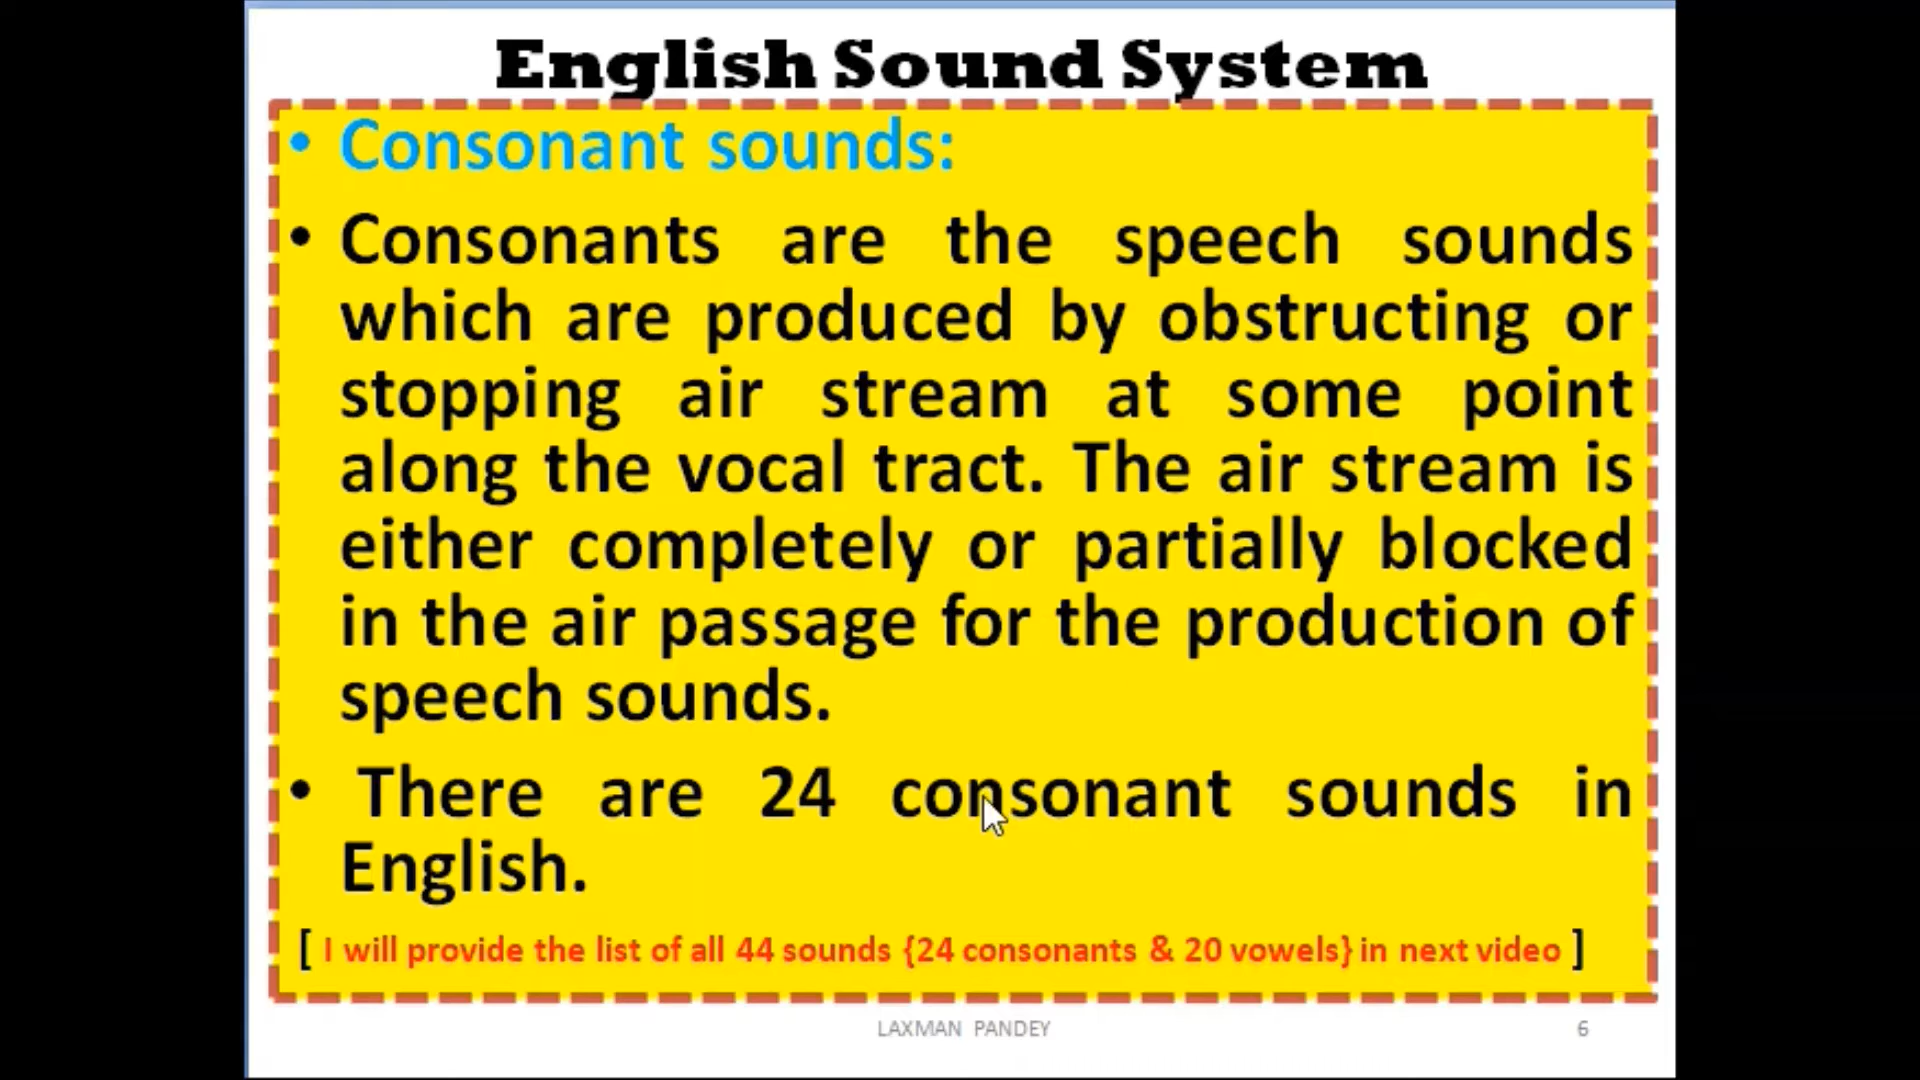 English Sound System
• Consonant sounds:
• Consonants are the speech sounds
which are produced by obstructing or
stopping air stream at some point
along the vocal tract. The air stream is
either completely or partially blocked
in the air passage for the production of
speech sounds.
• There are 24 consonant sounds in
English.
[ I will provide the list of all 44 sounds {24 consonants & 20 vowels} in next video ]
LAXMAN PANDEY
6